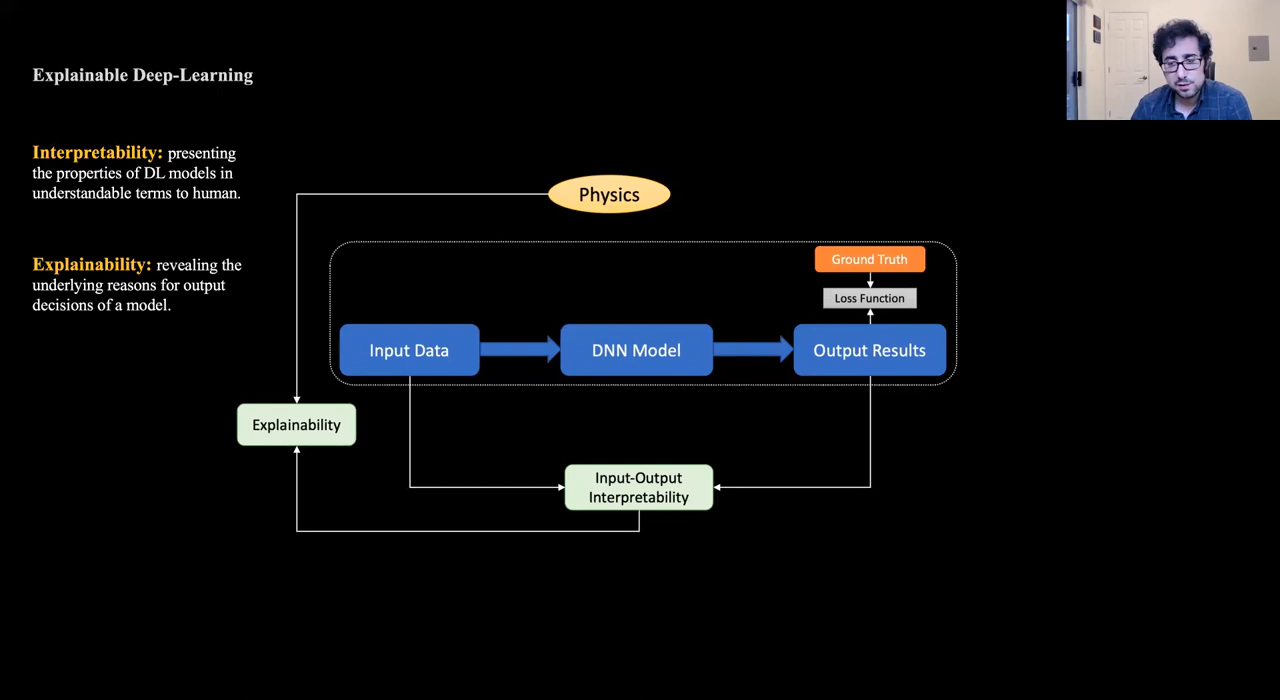 Explainable Deep-Learning
Interpretability: presenting
the properties of DL models in
understandable terms to human.
Explainability: revealing the
underlying reasons for output
decisions of a model.
Physics
Ground Truth
Loss Function
Input Data
DNN Model
Output Results
Explainability
Input-Output
Interpretability